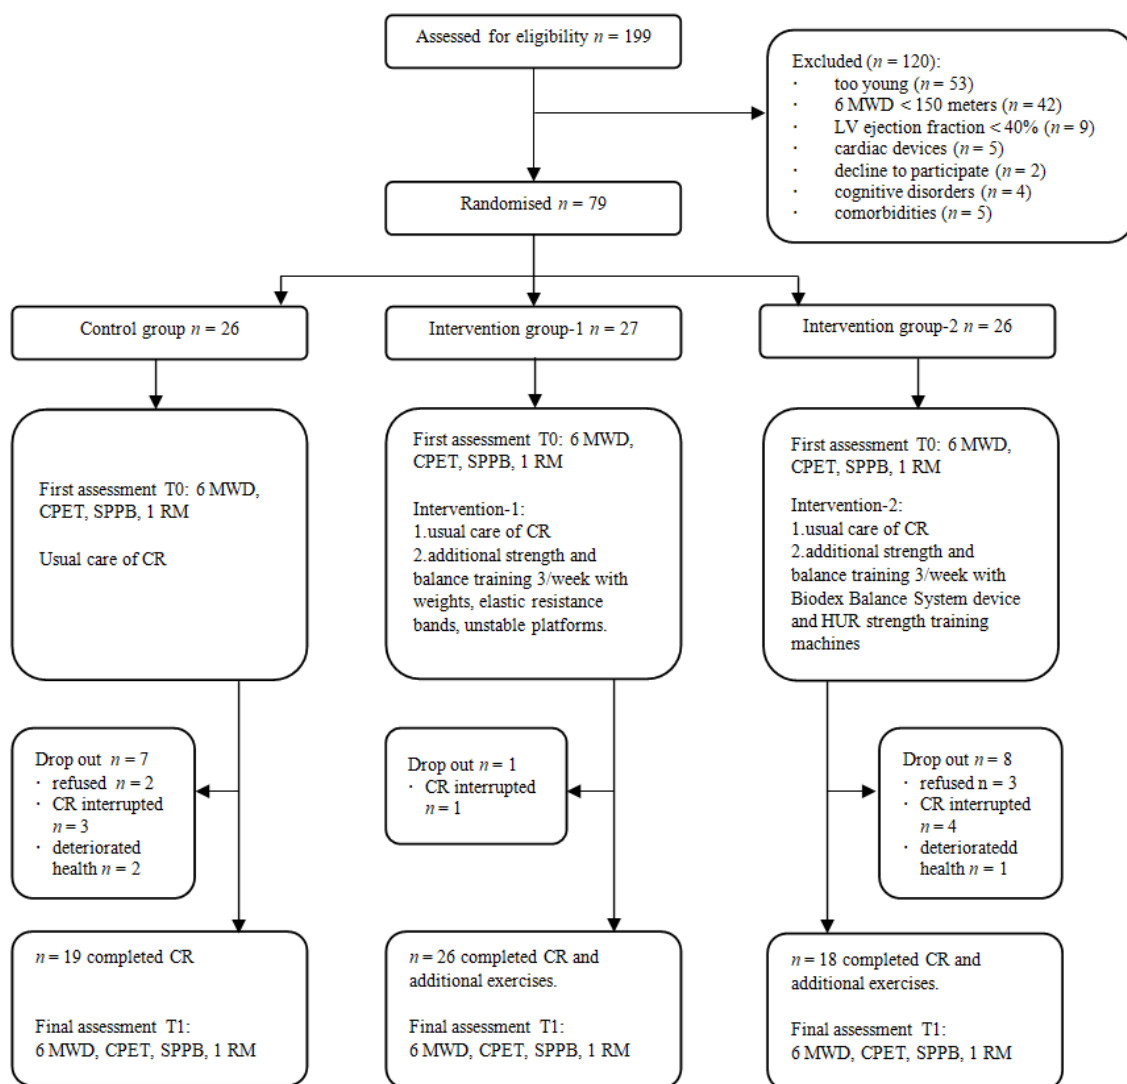 Assessed for eligibility n = 199
Excluded (n = 120):
· too young (n = 53)
· 6 MWD < 150 meters (n = 42)
· LV ejection fraction < 40% (n = 9)
· cardiac devices (n = 5)
· decline to participate (n = 2)
· cognitive disorders (n = 4)
· comorbidities (n = 5)
Randomised n = 79
Control group n = 26
Intervention group-1 n = 27
Intervention group-2 n = 26
First assessment T0: 6 MWD,
CPET, SPPB, 1 RM
Usual care of CR
First assessment T0: 6 MWD,
CPET, SPPB, 1 RM
Intervention-1:
1.usual care of CR
2.additional strength and
balance training 3/week with
weights, elastic resistance
bands, unstable platforms.
First assessment T0: 6 MWD,
CPET, SPPB, 1 RM
Intervention-2:
1.usual care of CR
2.additional strength and
balance training 3/week with
Biodex Balance System device
and HUR strength training
machines
Drop out n = 7
· refused n = 2
· CR interrupted
n = 3
· deteriorated
health n = 2
Drop out n = 1
· CR interrupted
n = 1
Drop out n = 8
· refused n = 3
· CR interrupted
n = 4
· deterioratedd
health n = 1
n = 19 completed CR
Final assessment T1:
6 MWD, CPET, SPPB, 1 RM
n = 26 completed CR and
additional exercises.
Final assessment T1:
6 MWD, CPET, SPPB, 1 RM
n = 18 completed CR and
additional exercises.
Final assessment T1:
6 MWD, CPET, SPPB, 1 RM